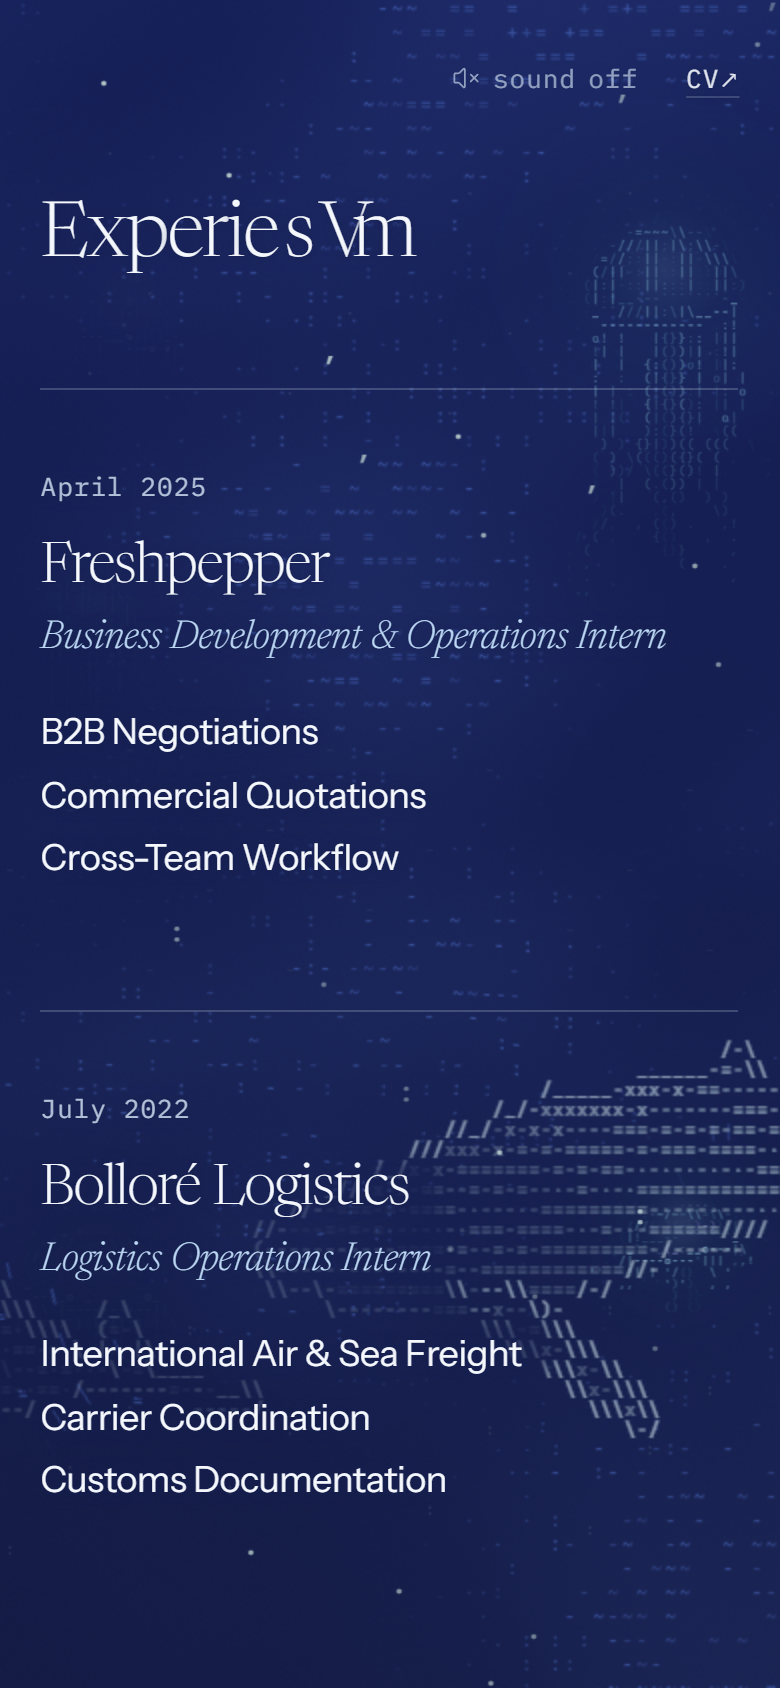 sound off CV↗
Experie s Vm
April 2025
Freshpepper
Business Development & Operations Intern
B2B Negotiations
Commercial Quotations
Cross-Team Workflow
July 2022
Bolloré Logistics
Logistics Operations Intern
International Air & Sea Freight
Carrier Coordination
Customs Documentation